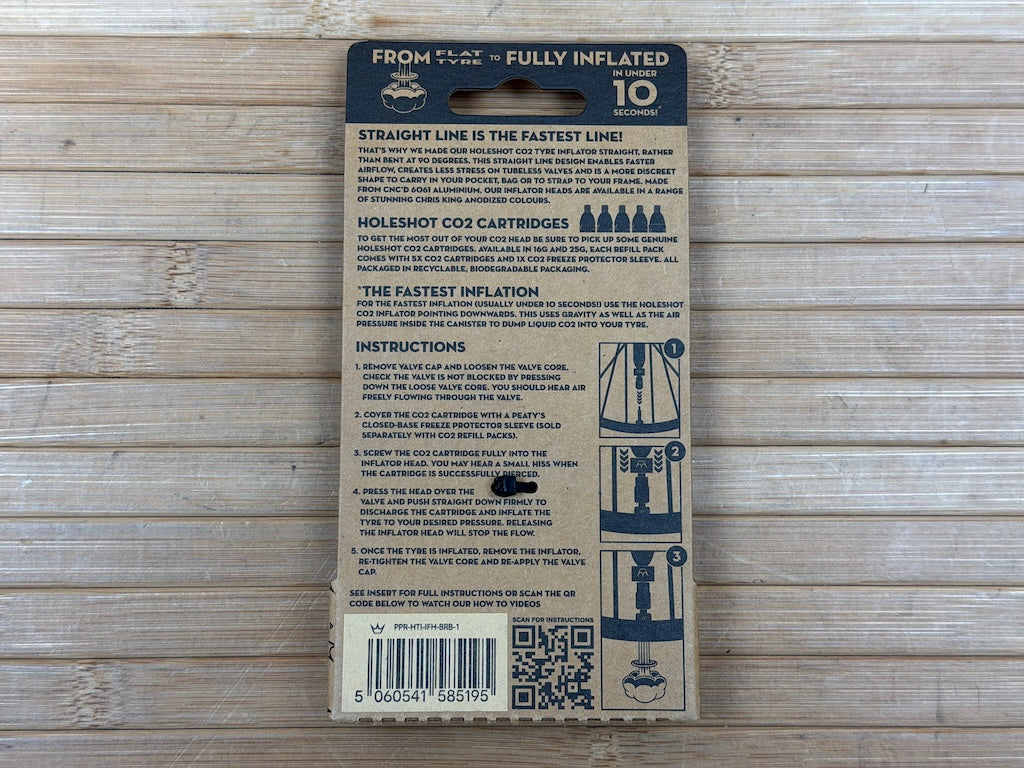 FROM FLAT TYRE TO FULLY INFLATED
IN UNDER
10
SECONDS!*
STRAIGHT LINE IS THE FASTEST LINE!
THAT'S WHY WE MADE OUR HOLESHOT CO2 TYRE INFLATOR STRAIGHT, RATHER
THAN BENT AT 90 DEGREES, THIS STRAIGHT LINE DESIGN ENABLES FASTER
AIRFLOW, CREATES LESS STRESS ON TUBELESS VALVES AND IS A MORE DISCREET
SHAPE TO CARRY IN YOUR POCKET, BAG OR TO STRAP TO YOUR FRAME. MADE
FROM CNC'D 6061 ALUMINIUM, OUR INFLATOR HEADS ARE AVAILABLE IN A RANGE
OF STUNNING CHRIS KING ANODIZED COLOURS.
HOLESHOT CO2 CARTRIDGES
TO GET THE MOST OUT OF YOUR CO2 HEAD BE SURE TO PICK UP SOME GENUINE
HOLESHOT CO2 CARTRIDGES. AVAILABLE IN 16G AND 25G, EACH REFILL PACK
COMES WITH 5X CO2 CARTRIDGES AND 1X CO2 FREEZE PROTECTOR SLEEVE. ALL
PACKAGED IN RECYCLABLE, BIODEGRADABLE PACKAGING.
*THE FASTEST INFLATION
FOR THE FASTEST INFLATION (USUALLY UNDER 10 SECONDS!) USE THE HOLESHOT
CO2 INFLATOR POINTING DOWNWARDS. THIS USES GRAVITY AS WELL AS THE AIR
PRESSURE INSIDE THE CANISTER TO DUMP LIQUID CO2 INTO YOUR TYRE.
INSTRUCTIONS
1. REMOVE VALVE CAP AND LOOSEN THE VALVE CORE.
CHECK THE VALVE IS NOT BLOCKED BY PRESSING
DOWN THE LOOSE VALVE CORE. YOU SHOULD HEAR AIR
FREELY FLOWING THROUGH THE VALVE.
2. COVER THE CO2 CARTRIDGE WITH A PEATY'S
CLOSED-BASE FREEZE PROTECTOR SLEEVE (SOLD
SEPARATELY WITH CO2 REFILL PACKS).
3. SCREW THE CO2 CARTRIDGE FULLY INTO THE
INFLATOR HEAD. YOU MAY HEAR A SMALL HISS WHEN
THE CARTRIDGE IS SUCCESSFULLY PIERCED.
4. PRESS THE HEAD OVER THE
VALVE AND PUSH STRAIGHT DOWN FIRMLY TO
DISCHARGE THE CARTRIDGE AND INFLATE THE
TYRE TO YOUR DESIRED PRESSURE. RELEASING
THE INFLATOR HEAD WILL STOP THE FLOW.
5. ONCE THE TYRE IS INFLATED, REMOVE THE INFLATOR,
RE-TIGHTEN THE VALVE CORE AND RE-APPLY THE VALVE
CAP.
1
2
3
SEE INSERT FOR FULL INSTRUCTIONS OR SCAN THE QR
CODE BELOW TO WATCH OUR HOW TO VIDEOS
PPR-HTI-IFH-BRB-1
5 060541 585195
SCAN FOR INSTRUCTIONS